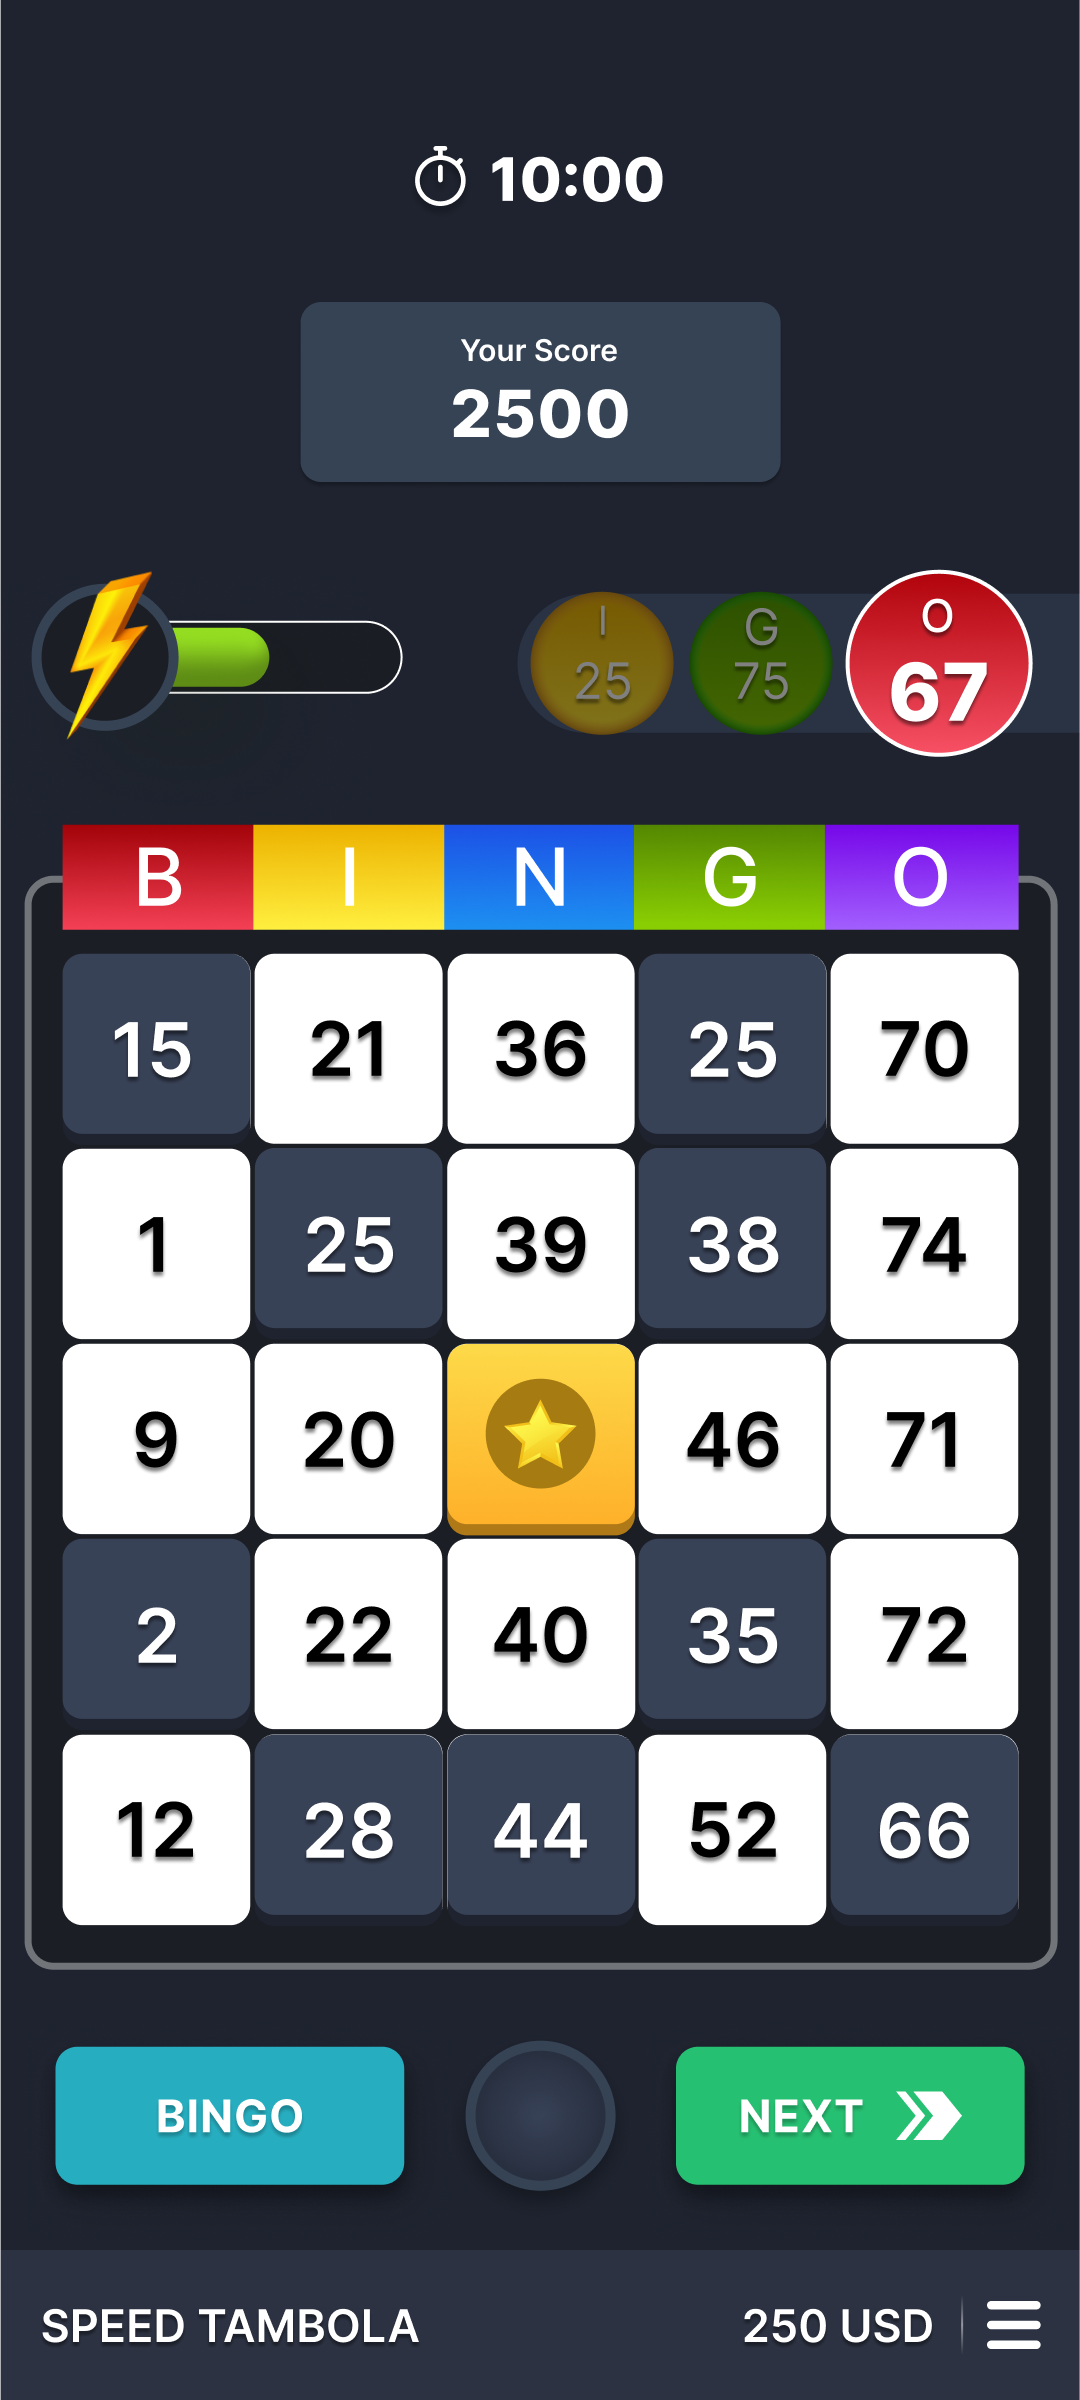 10:00
Your Score
2500
I G O
25 75 67
B I N G O
15 21 36 25 70
1 25 39 38 74
9 20 46 71
2 22 40 35 72
12 28 44 52 66
BINGO NEXT
SPEED TAMBOLA 250 USD